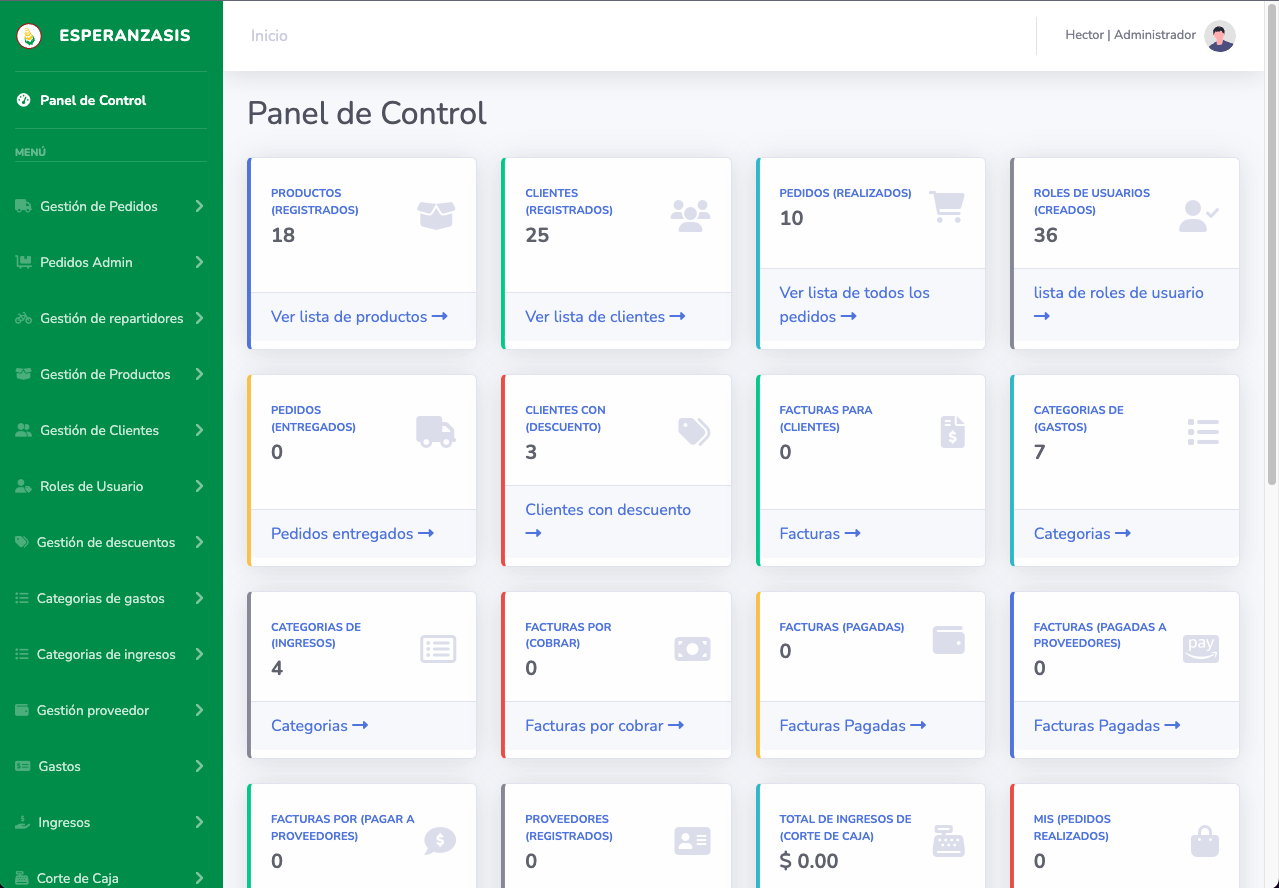 ESPERANZASIS
Panel de Control
MENÚ
Gestión de Pedidos
Pedidos Admin
Gestión de repartidores
Gestión de Productos
Gestión de Clientes
Roles de Usuario
Gestión de descuentos
Categorias de gastos
Categorias de ingresos
Gestión proveedor
Gastos
Ingresos
Corte de Caja
Inicio
Hector | Administrador
Panel de Control
PRODUCTOS
(REGISTRADOS)
18
Ver lista de productos
CLIENTES
(REGISTRADOS)
25
Ver lista de clientes
PEDIDOS (REALIZADOS)
10
Ver lista de todos los
pedidos
ROLES DE USUARIOS
(CREADOS)
36
lista de roles de usuario
PEDIDOS
(ENTREGADOS)
0
Pedidos entregados
CLIENTES CON
(DESCUENTO)
3
Clientes con descuento
FACTURAS PARA
(CLIENTES)
0
Facturas
CATEGORIAS DE
(GASTOS)
7
Categorias
CATEGORIAS DE
(INGRESOS)
4
Categorias
FACTURAS POR
(COBRAR)
0
Facturas por cobrar
FACTURAS (PAGADAS)
0
Facturas Pagadas
FACTURAS (PAGADAS A
PROVEEDORES)
0
pay
Facturas Pagadas
FACTURAS POR (PAGAR A
PROVEEDORES)
0
PROVEEDORES
(REGISTRADOS)
0
TOTAL DE INGRESOS DE
(CORTE DE CAJA)
$ 0.00
MIS (PEDIDOS
REALIZADOS)
0